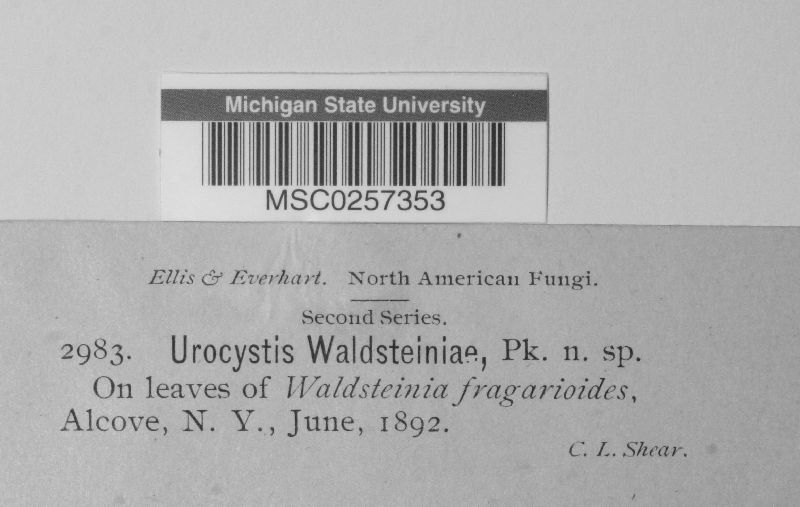 Michigan State University
MSC0257353
Ellis & Everhart. North American Fungi.
Second Series.
2983. Urocystis Waldsteiniae, Pk. n. sp.
On leaves of Waldsteinia fragarioides,
Alcove, N. Y., June, 1892.
C. L. Shear.